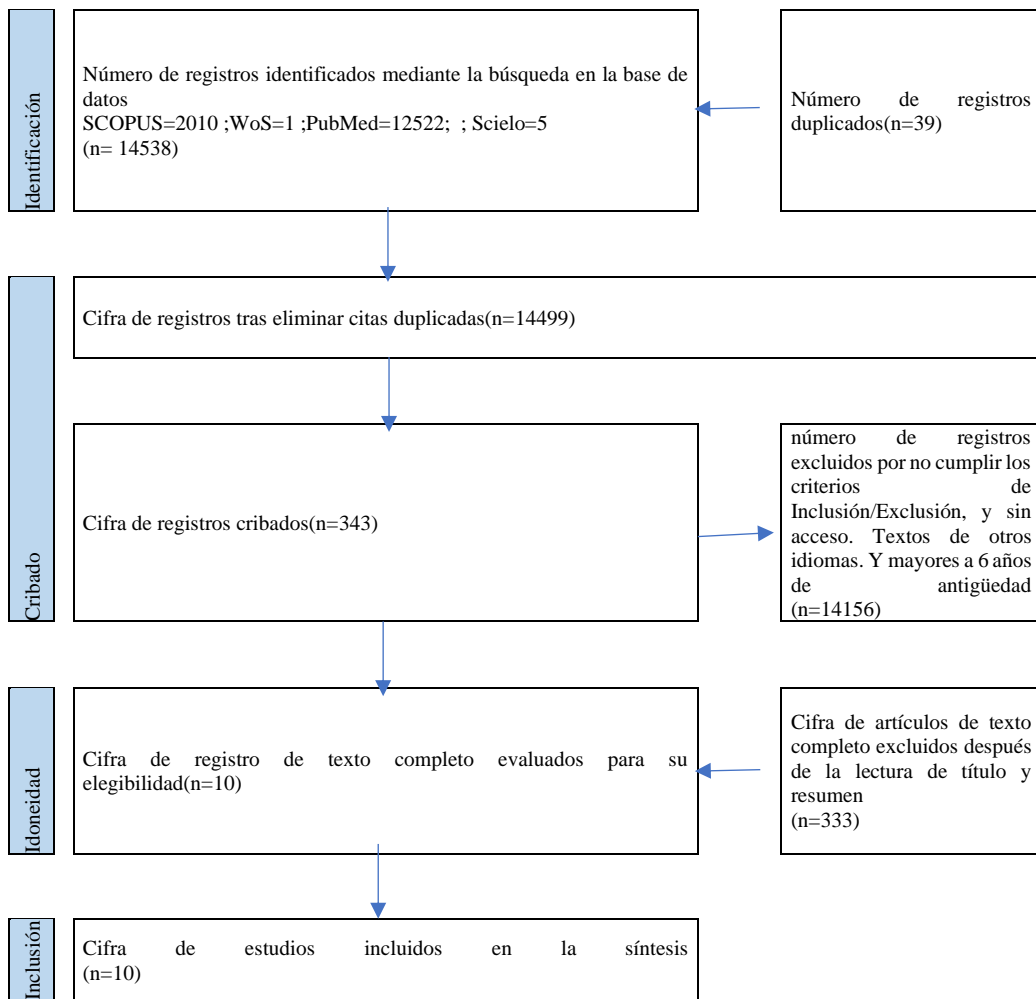 Identificación
Número de registros identificados mediante la búsqueda en la base de
datos
SCOPUS=2010 ;WoS=1 ;PubMed=12522; ; Scielo=5
(n= 14538)
Número de registros
duplicados(n=39)
Cribado
Cifra de registros tras eliminar citas duplicadas(n=14499)
Cifra de registros cribados(n=343)
número de registros
excluidos por no cumplir los
criterios de
Inclusión/Exclusión, y sin
acceso. Textos de otros
idiomas. Y mayores a 6 años
de antigüedad
(n=14156)
Idoneidad
Cifra de registro de texto completo evaluados para su
elegibilidad(n=10)
Cifra de artículos de texto
completo excluidos después
de la lectura de título y
resumen
(n=333)
Inclusión
Cifra de estudios incluidos en la síntesis
(n=10)